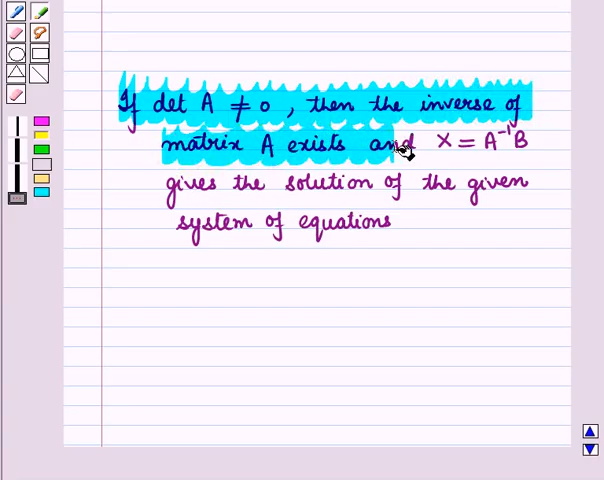 If det A ≠ 0, then the inverse of
matrix A exists and X = A⁻¹B
gives the solution of the given
system of equations